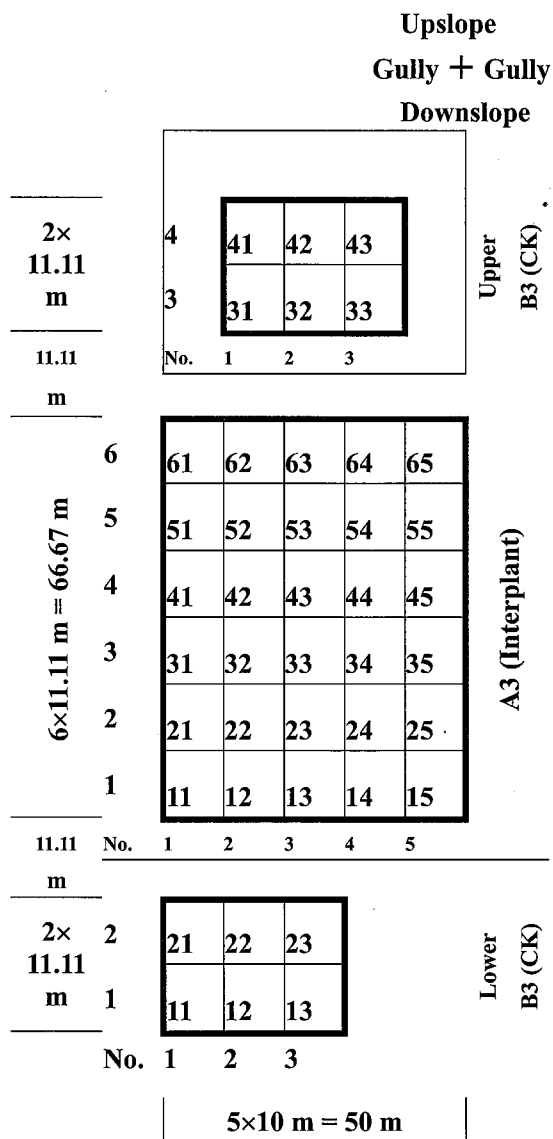 Upslope
Gully + Gully
Downslope
2×
11.11
m
4
41 42 43
3
31 32 33
No. 1 2 3
Upper
B3 (CK)
11.11
m
6
61 62 63 64 65
5
51 52 53 54 55
4
41 42 43 44 45
3
31 32 33 34 35
2
21 22 23 24 25
1
11 12 13 14 15
No. 1 2 3 4 5
6×11.11 m = 66.67 m
A3 (Interplant)
11.11
m
2×
11.11
m
2
21 22 23
1
11 12 13
No. 1 2 3
Lower
B3 (CK)
5×10 m = 50 m